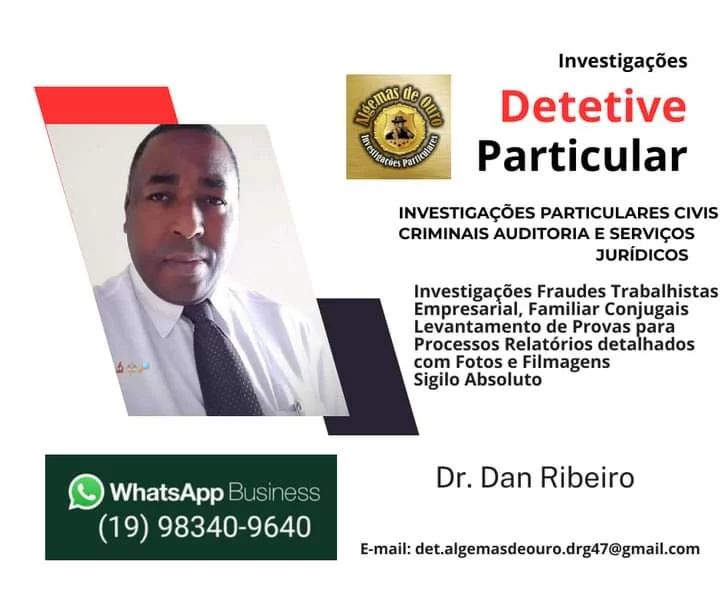 Investigações
Detetive
Particular
Algemas de Ouro
Investigações Particulares
INVESTIGAÇÕES PARTICULARES CIVIS
CRIMINAIS AUDITORIA E SERVIÇOS
JURÍDICOS
Investigações Fraudes Trabalhistas
Empresarial, Familiar Conjugais
Levantamento de Provas para
Processos Relatórios detalhados
com Fotos e Filmagens
Sigilo Absoluto
WhatsApp Business
(19) 98340-9640
Dr. Dan Ribeiro
E-mail: det.algemasdeouro.drg47@gmail.com